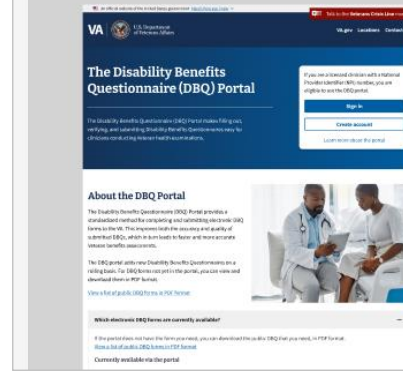 An official website of the United States government
Talk to the Veterans Crisis Line now
VA
U.S. Department
of Veterans Affairs
VA.gov Locations Contact
The Disability Benefits
Questionnaire (DBQ) Portal
The Disability Benefits Questionnaire (DBQ) Portal makes filling out,
verifying, and submitting Disability Benefits Questionnaires easy for
clinicians conducting Veteran health examinations.
If you are a licensed clinician with a National
Provider Identifier (NPI) number, you are
eligible to use the DBQ portal.
Sign in
Create account
Learn more about the portal
About the DBQ Portal
The Disability Benefits Questionnaire (DBQ) Portal provides a
standardized method for completing and submitting electronic DBQ
forms to the VA. This improves both the accuracy and quality of
submitted DBQs, which in turn leads to faster and more accurate
Veteran benefits assessments.
The DBQ portal adds new Disability Benefits Questionnaires on a
rolling basis. For DBQ forms not yet in the portal, you can view and
download them in PDF format.
View a list of public DBQ forms in PDF format
Which electronic DBQ forms are currently available?
If the portal does not have the form you need, you can download the public DBQ that you need, in PDF format.
View a list of public DBQ forms in PDF format
Currently available via the portal